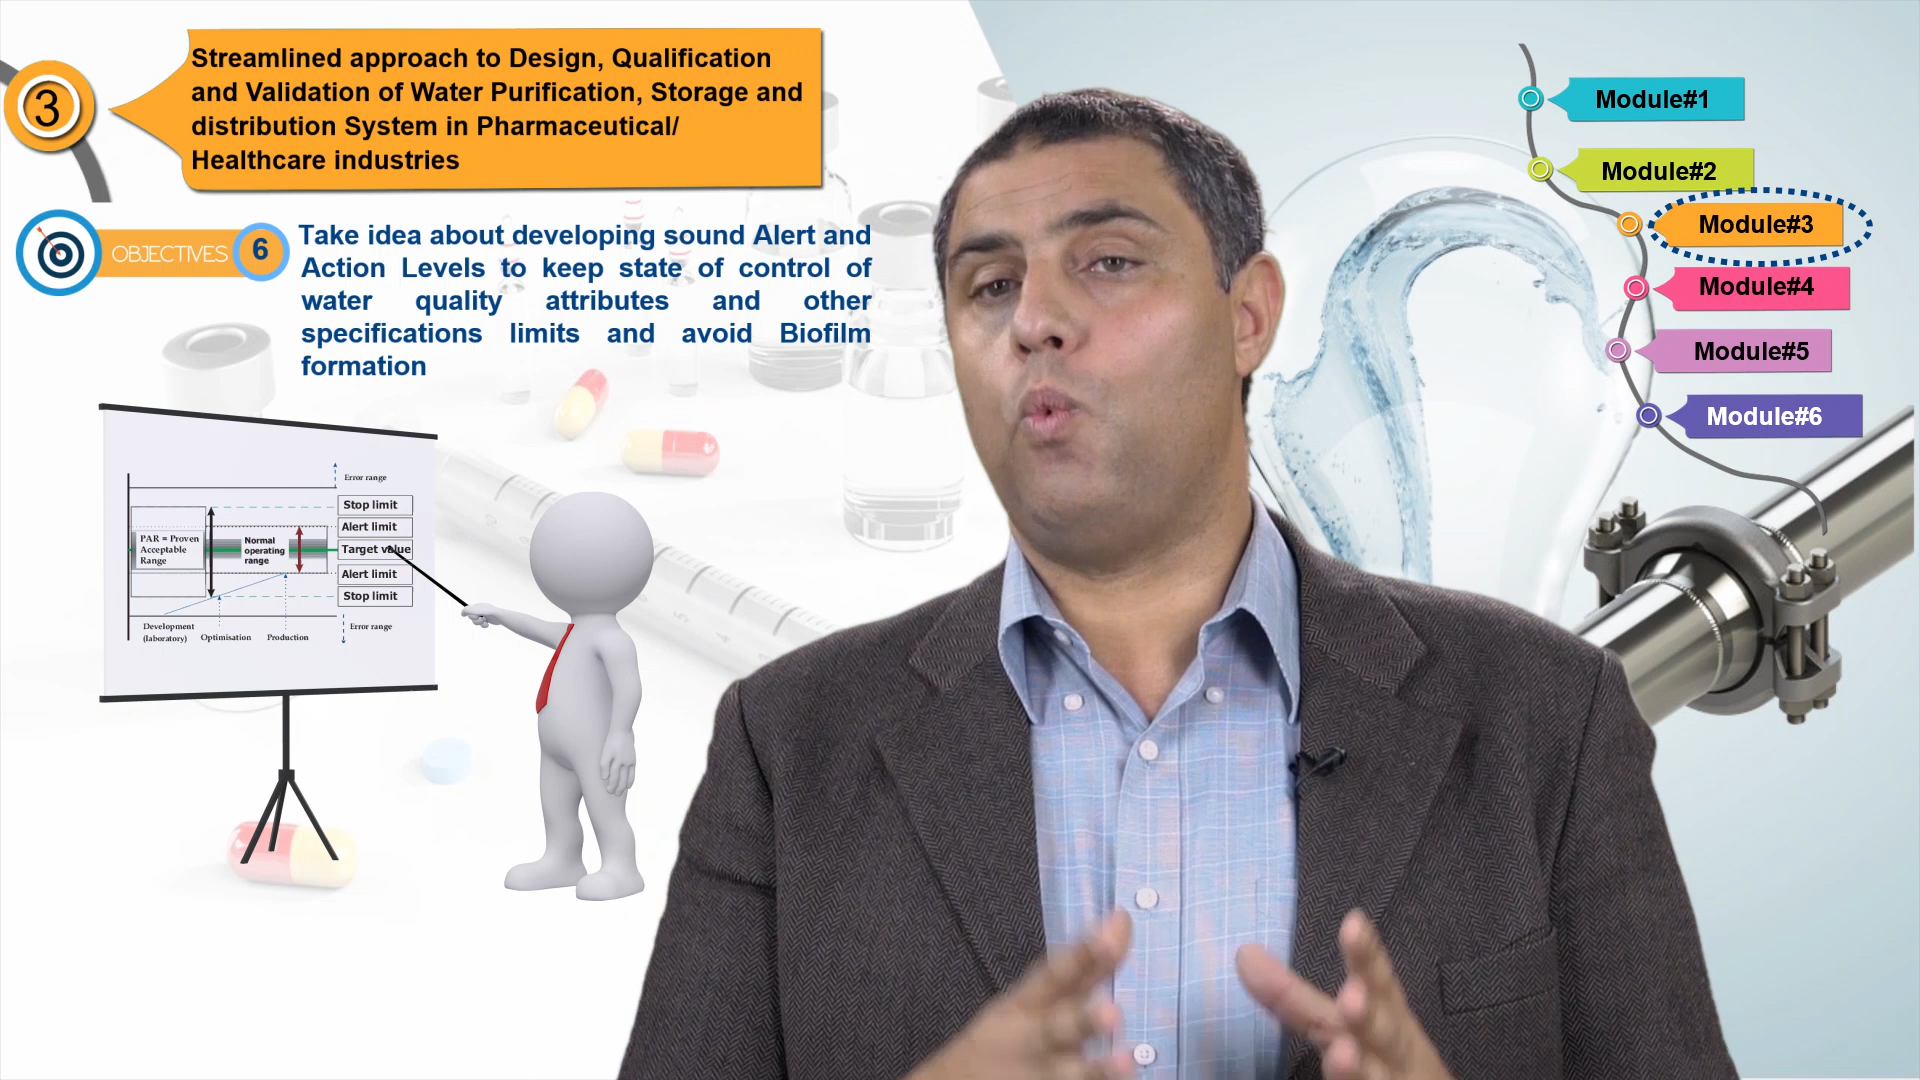 3
Streamlined approach to Design, Qualification
and Validation of Water Purification, Storage and
distribution System in Pharmaceutical/
Healthcare industries
OBJECTIVES 6
Take idea about developing sound Alert and
Action Levels to keep state of control of
water quality attributes and other
specifications limits and avoid Biofilm
formation
Module#1
Module#2
Module#3
Module#4
Module#5
Module#6
Error range
Stop limit
Alert limit
Target value
Alert limit
Stop limit
Error range
PAR = Proven
Acceptable
Range
Normal
operating
range
Development
(laboratory)
Optimisation
Production